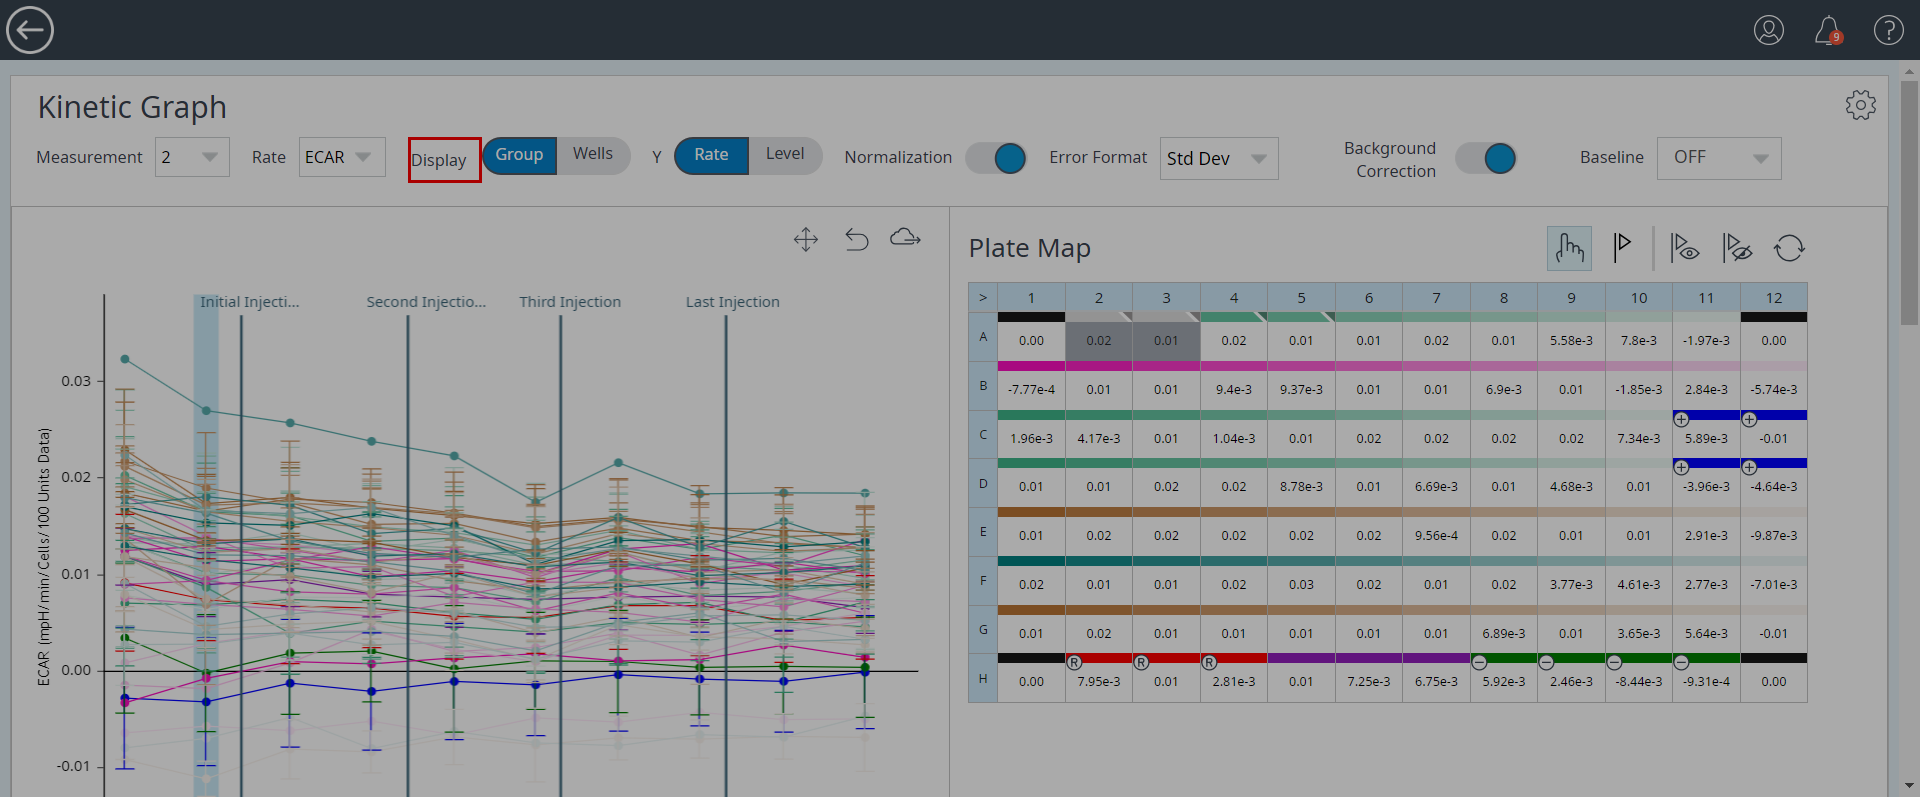 9 ?
Kinetic Graph
Measurement 2 Rate ECAR Display Group Wells Y Rate Level Normalization Error Format Std Dev Background Correction Baseline OFF
Plate Map
Initial Injecti... Second Injectio... Third Injection Last Injection
ECAR (mpH/min/Cells/100 Units Data)
0.03
0.02
0.01
0.00
-0.01
> 1 2 3 4 5 6 7 8 9 10 11 12
A 0.00 0.02 0.01 0.02 0.01 0.01 0.02 0.01 5.58e-3 7.8e-3 -1.97e-3 0.00
B -7.77e-4 0.01 0.01 9.4e-3 9.37e-3 0.01 0.01 6.9e-3 0.01 -1.85e-3 2.84e-3 -5.74e-3
C 1.96e-3 4.17e-3 0.01 1.04e-3 0.01 0.02 0.02 0.02 0.02 7.34e-3 5.89e-3 -0.01
D 0.01 0.01 0.02 0.02 8.78e-3 0.01 6.69e-3 0.01 4.68e-3 0.01 -3.96e-3 -4.64e-3
E 0.01 0.02 0.02 0.02 0.02 0.02 9.56e-4 0.02 0.01 0.01 2.91e-3 -9.87e-3
F 0.02 0.01 0.01 0.02 0.03 0.02 0.01 0.02 3.77e-3 4.61e-3 2.77e-3 -7.01e-3
G 0.01 0.02 0.01 0.01 0.01 0.01 0.01 6.89e-3 0.01 3.65e-3 5.64e-3 -0.01
R R R
H 0.00 7.95e-3 0.01 2.81e-3 0.01 7.25e-3 6.75e-3 5.92e-3 2.46e-3 -8.44e-3 -9.31e-4 0.00